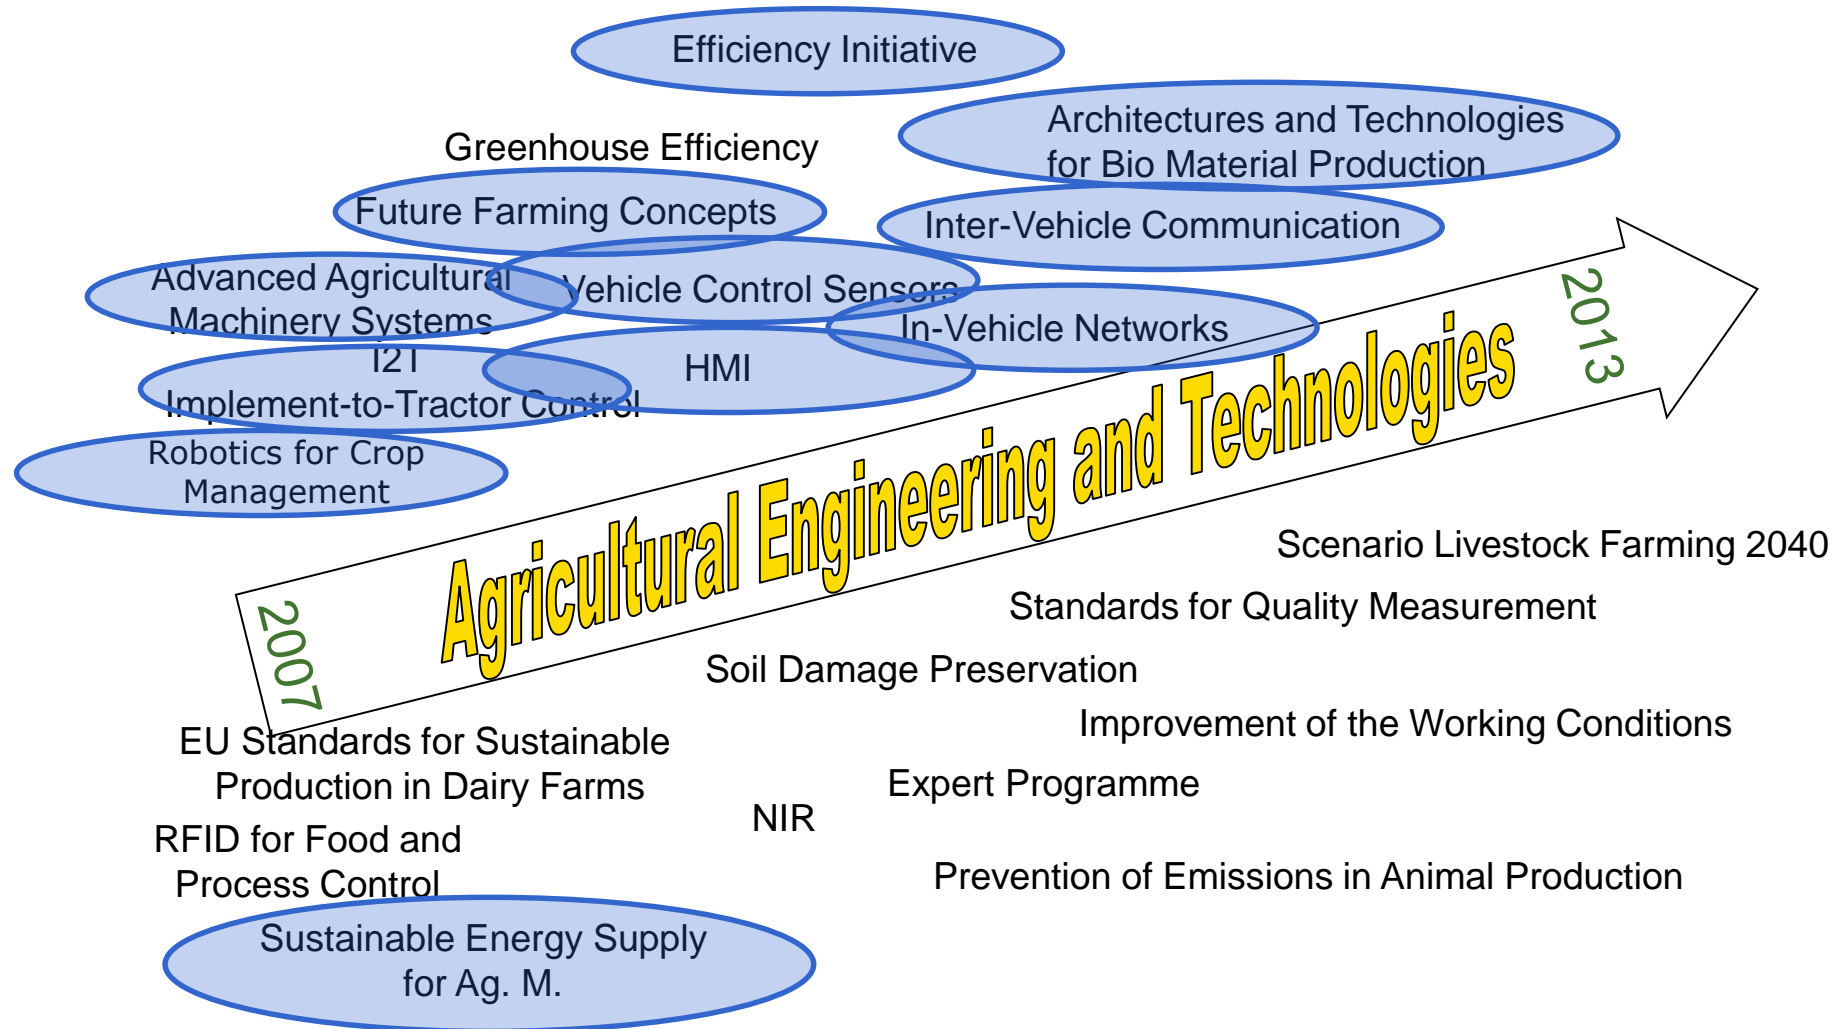 Efficiency Initiative
Architectures and Technologies
for Bio Material Production
Greenhouse Efficiency
Future Farming Concepts
Inter-Vehicle Communication
Advanced Agricultural
Machinery Systems
Vehicle Control Sensors
In-Vehicle Networks
I2T
Implement-to-Tractor Control
HMI
Robotics for Crop
Management
2013
Agricultural Engineering and Technologies
2007
Scenario Livestock Farming 2040
Standards for Quality Measurement
Soil Damage Preservation
Improvement of the Working Conditions
EU Standards for Sustainable
Production in Dairy Farms
Expert Programme
NIR
RFID for Food and
Process Control
Prevention of Emissions in Animal Production
Sustainable Energy Supply
for Ag. M.